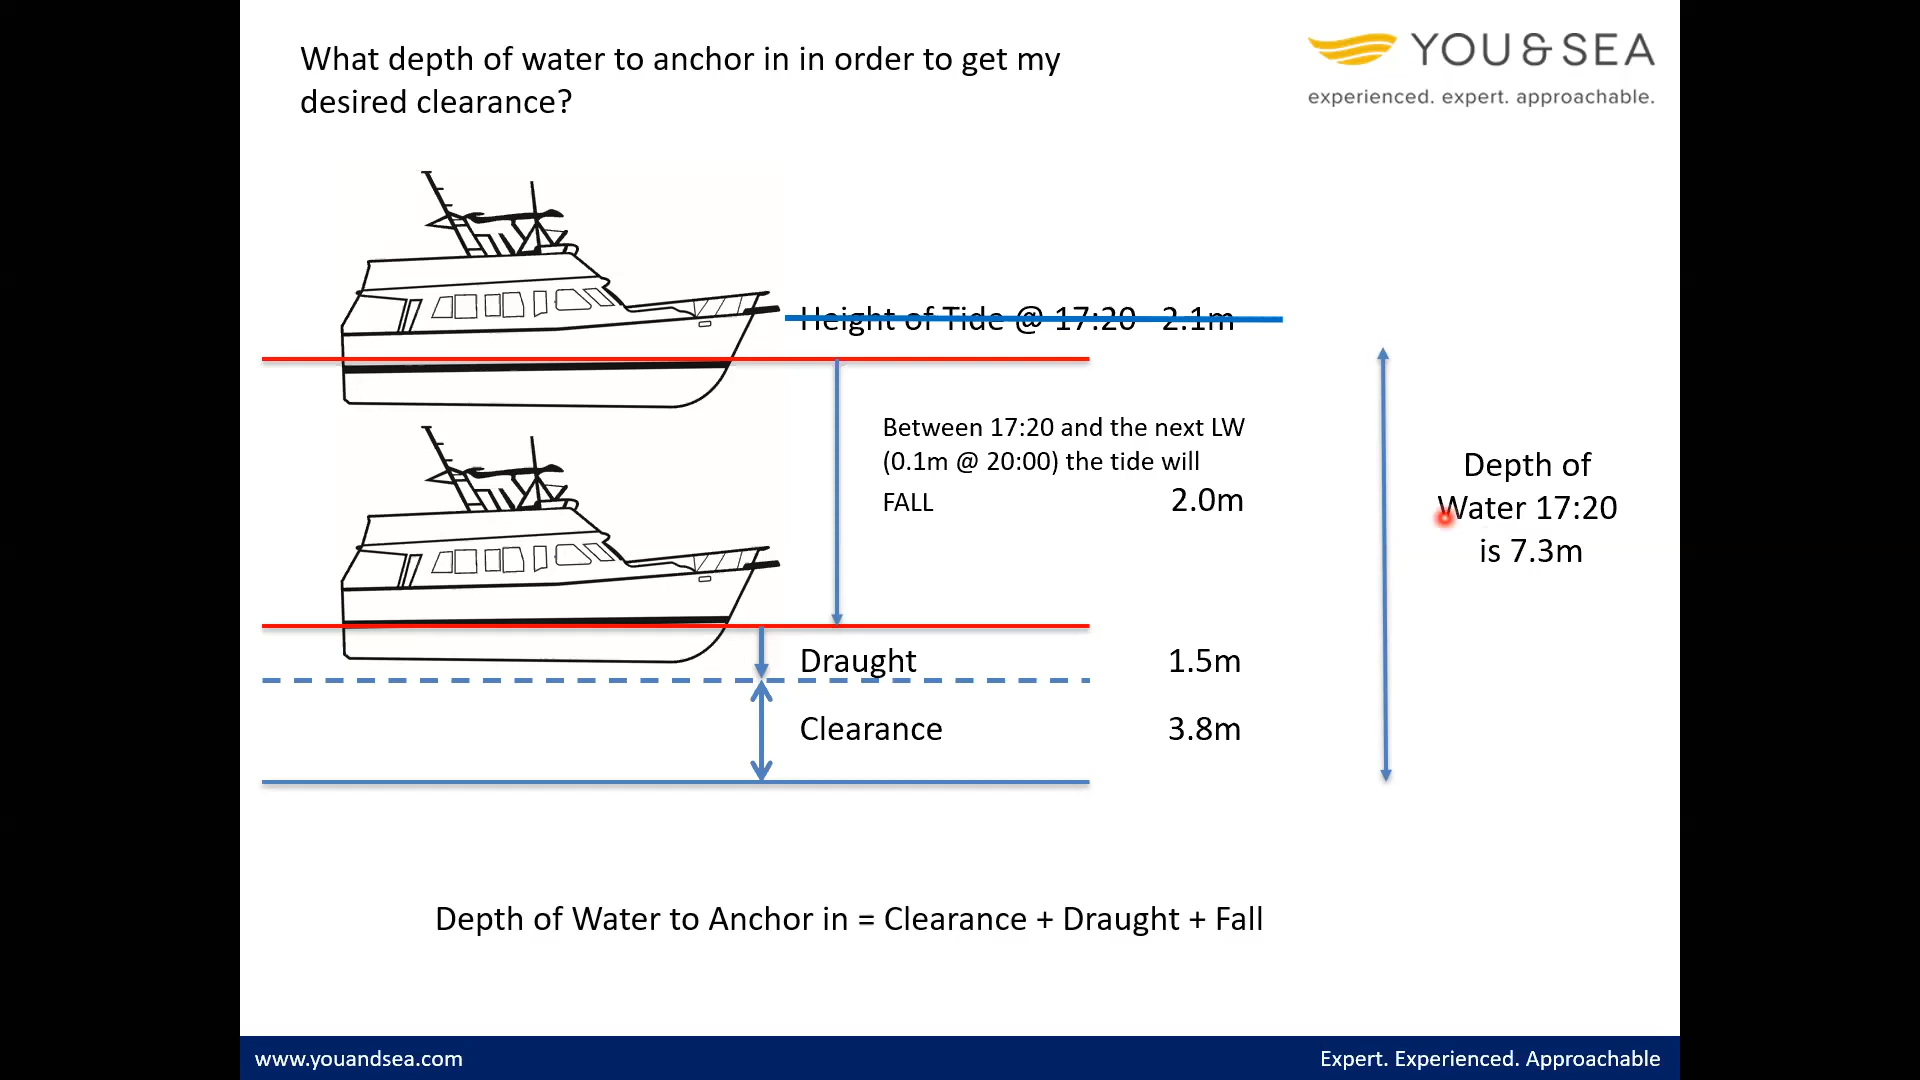 What depth of water to anchor in in order to get my
desired clearance?
YOU & SEA
experienced. expert. approachable.
Height of Tide @ 17:20 2.1m
Between 17:20 and the next LW
(0.1m @ 20:00) the tide will
FALL 2.0m
Depth of
Water 17:20
is 7.3m
Draught 1.5m
Clearance 3.8m
Depth of Water to Anchor in = Clearance + Draught + Fall
www.youandsea.com
Expert. Experienced. Approachable